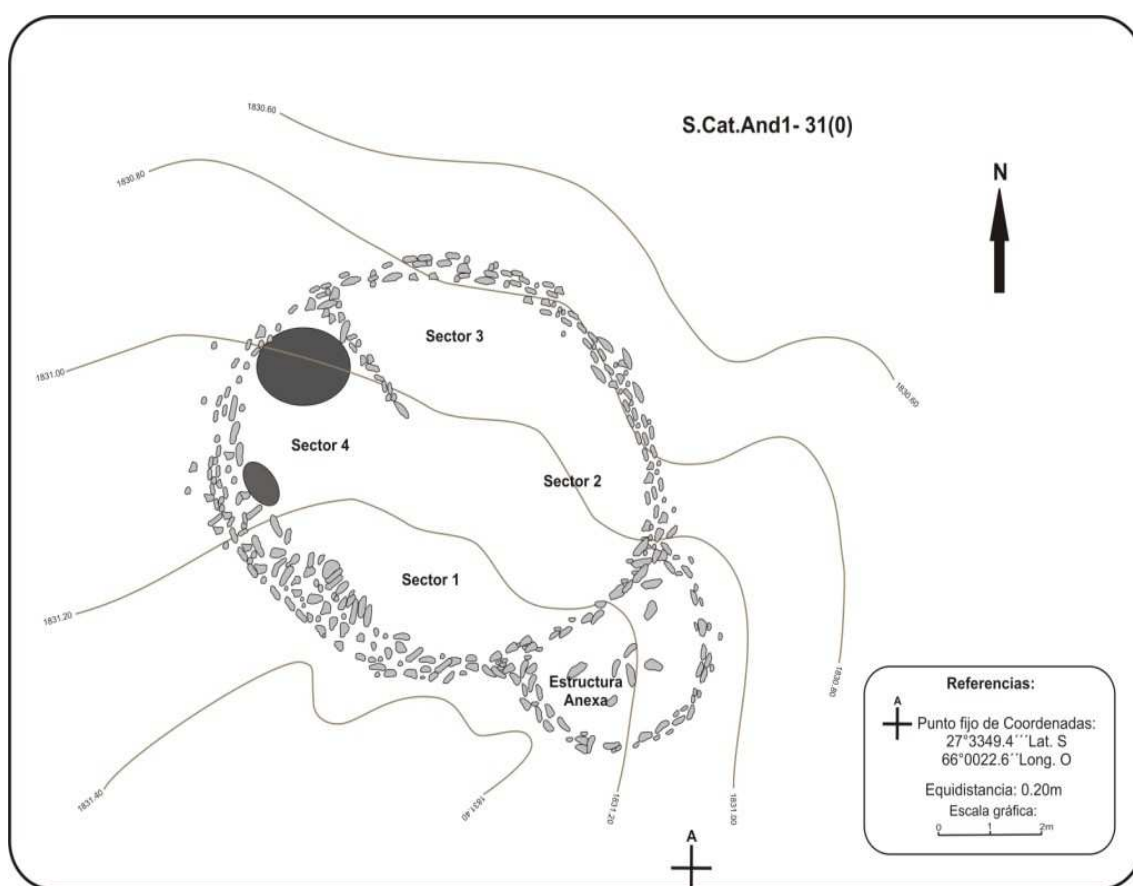 1830.60
S.Cat.And1- 31(0)
1830.80
N
Sector 3
1831.00
1830.60
Sector 4
Sector 2
Sector 1
1831.20
Estructura
Anexa
1830.80
1831.40
1831.40
1831.20
1831.00
A
Referencias:
A
Punto fijo de Coordenadas:
27°3349.4´´´Lat. S
66°0022.6´´Long. O
Equidistancia: 0.20m
Escala gráfica:
0 1 2m